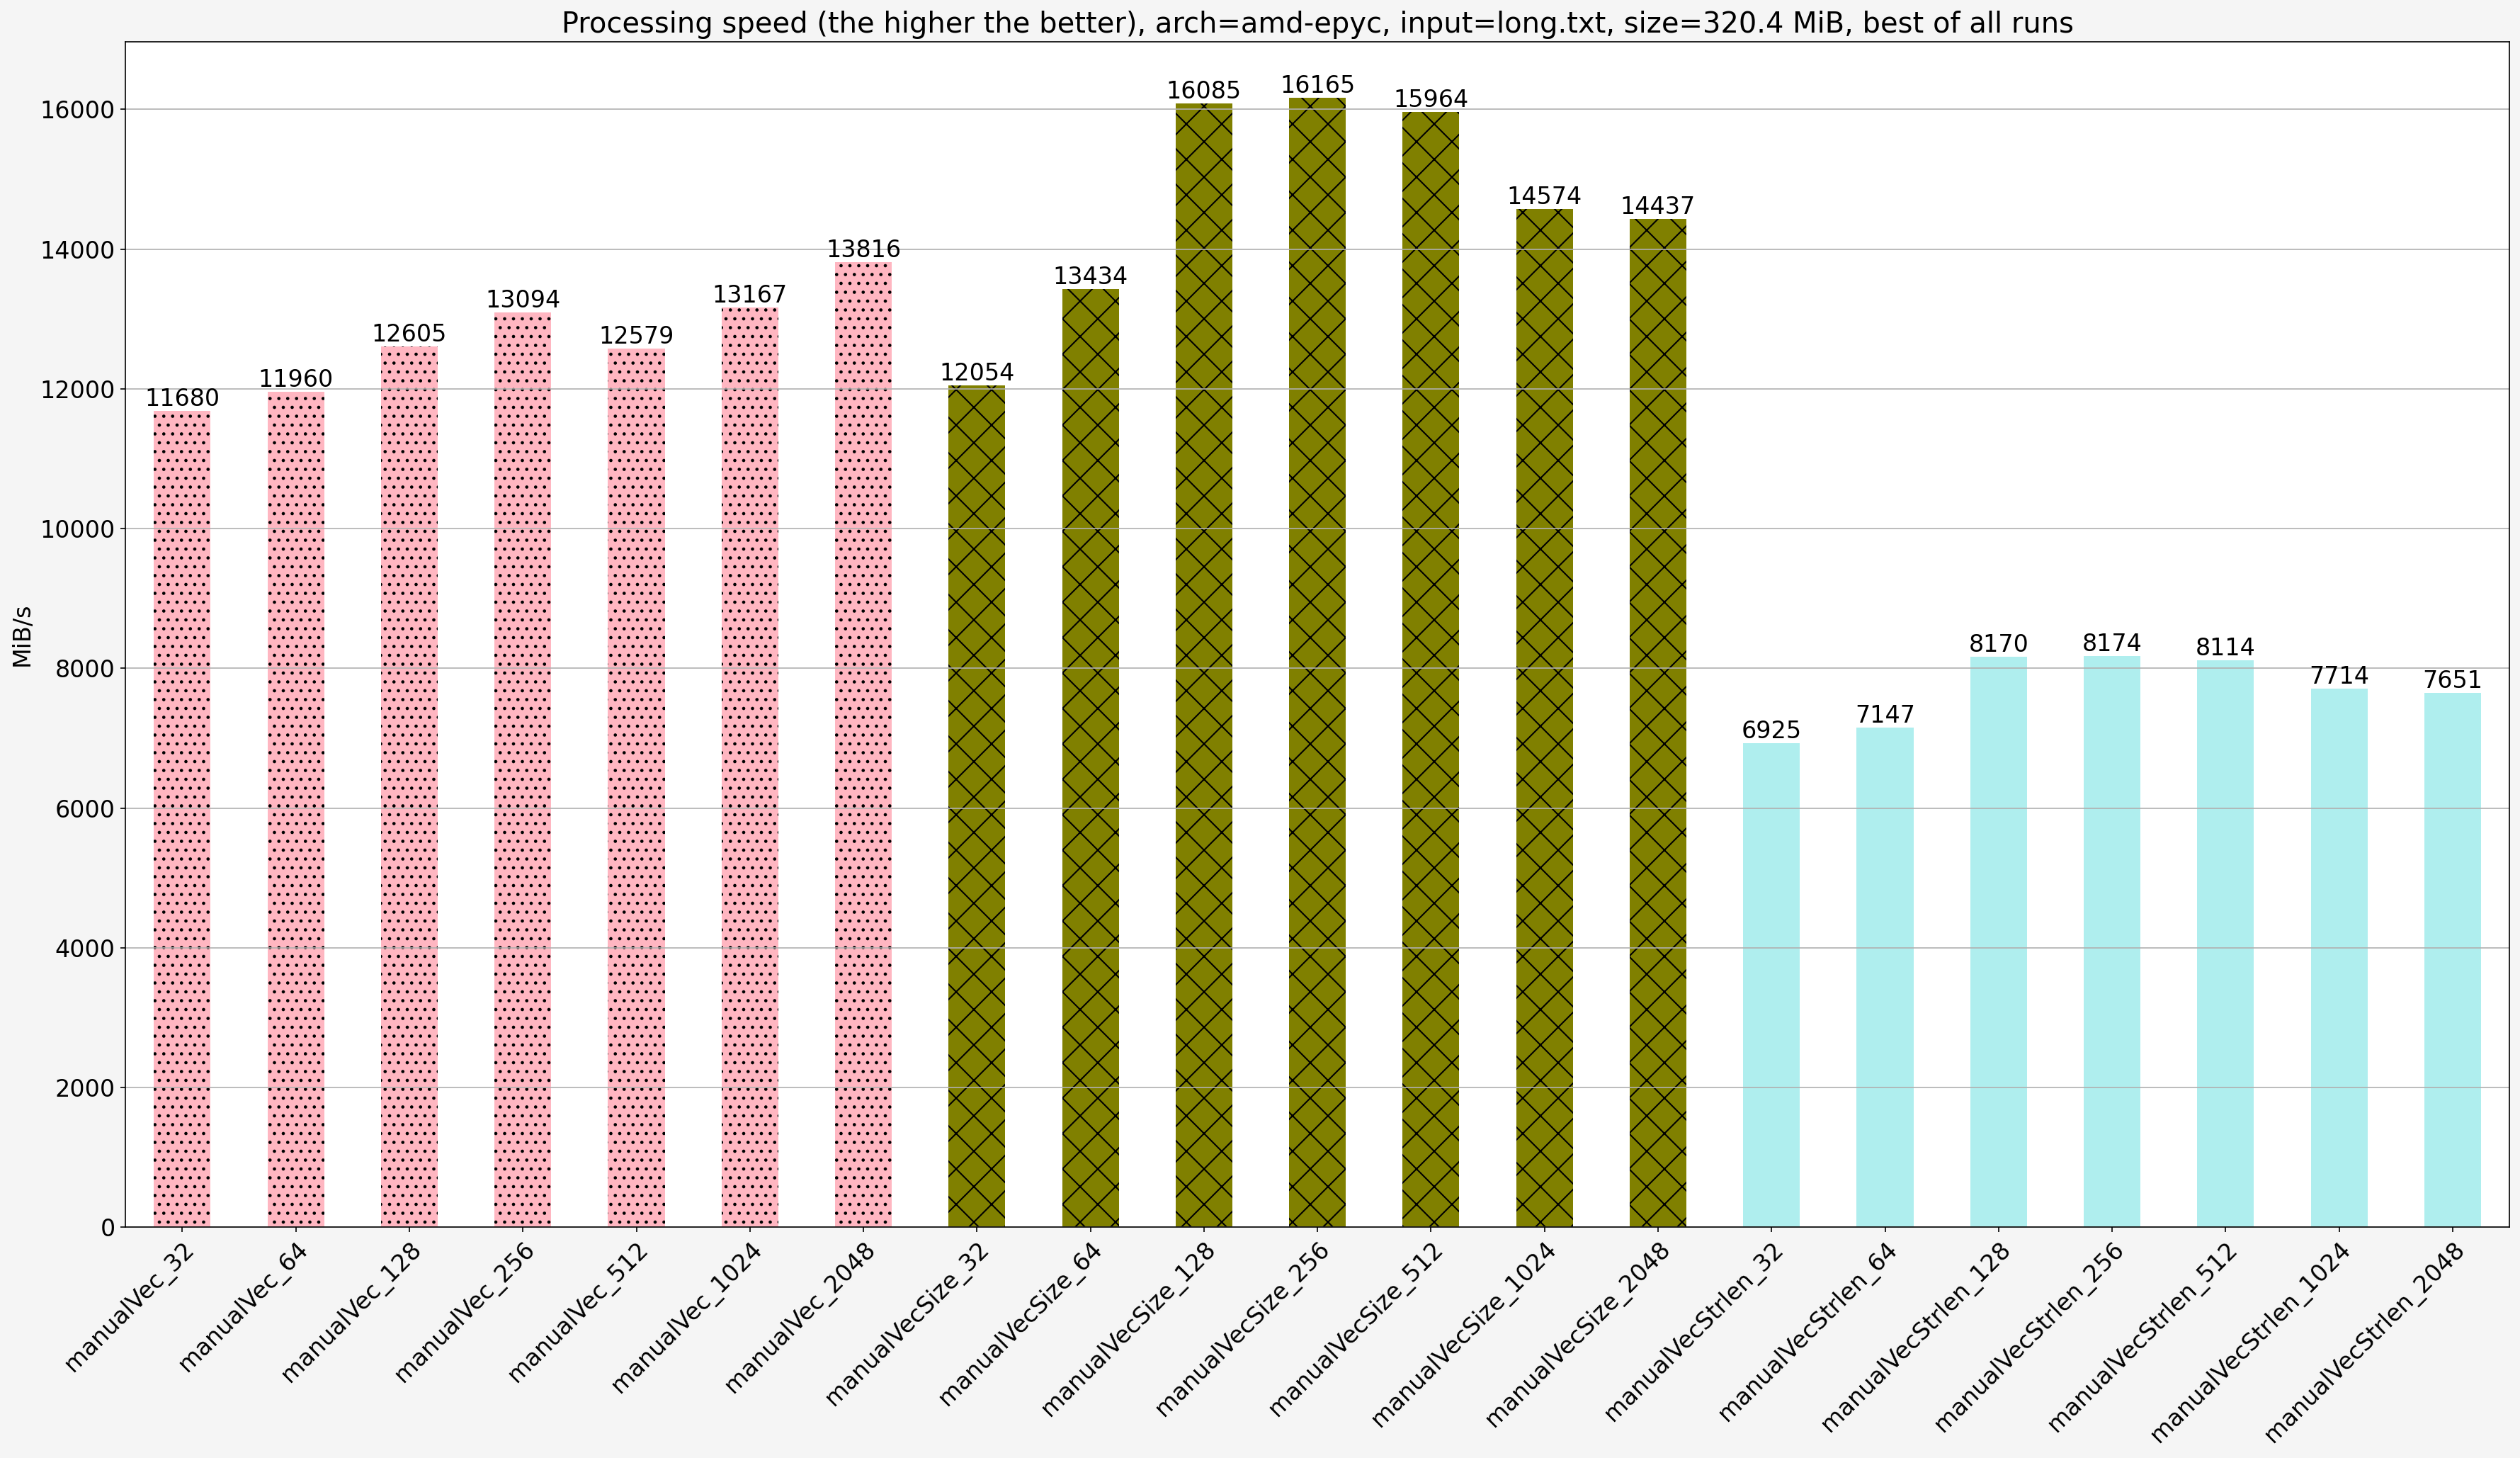 Processing speed (the higher the better), arch=amd-epyc, input=long.txt, size=320.4 MiB, best of all runs
MiB/s
16000
14000
12000
10000
8000
6000
4000
2000
0
11680
11960
12605
13094
12579
13167
13816
12054
13434
16085
16165
15964
14574
14437
6925
7147
8170
8174
8114
7714
7651
manualVec_32
manualVec_64
manualVec_128
manualVec_256
manualVec_512
manualVec_1024
manualVec_2048
manualVecSize_32
manualVecSize_64
manualVecSize_128
manualVecSize_256
manualVecSize_512
manualVecSize_1024
manualVecSize_2048
manualVecStrlen_32
manualVecStrlen_64
manualVecStrlen_128
manualVecStrlen_256
manualVecStrlen_512
manualVecStrlen_1024
manualVecStrlen_2048